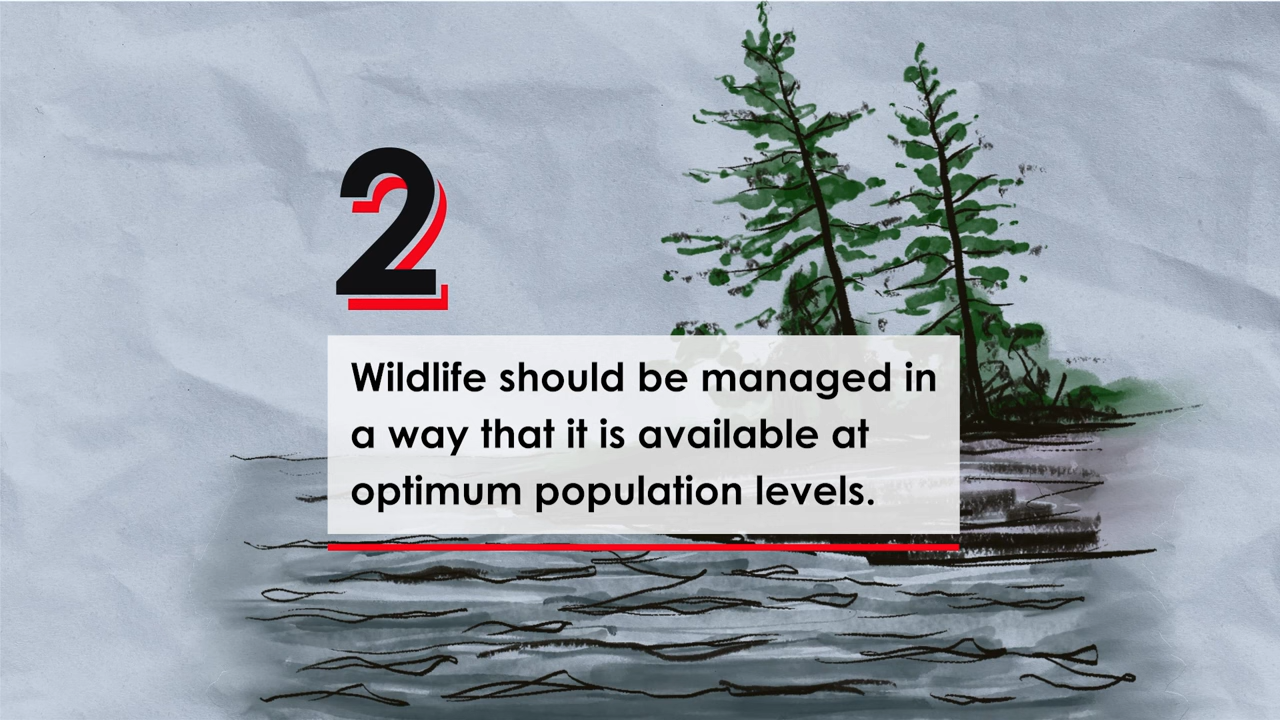 2
Wildlife should be managed in
a way that it is available at
optimum population levels.